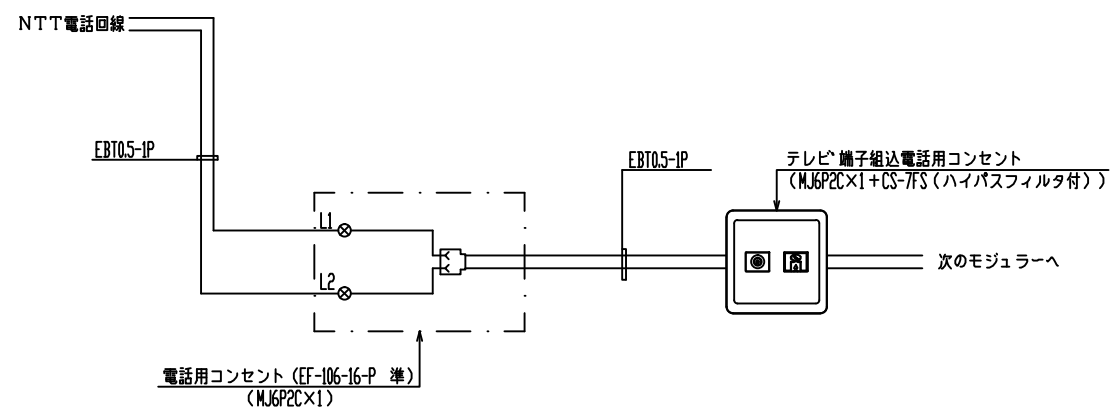 NTT電話回線
EBT0.5-1P
EBT0.5-1P
テレビ端子組込電話用コンセント
(MJ6P2C×1+CS-7FS(ハイパスフィルタ付))
L1
次のモジュラーへ
L2
電話用コンセント(EF-106-16-P 準)
(MJ6P2C×1)